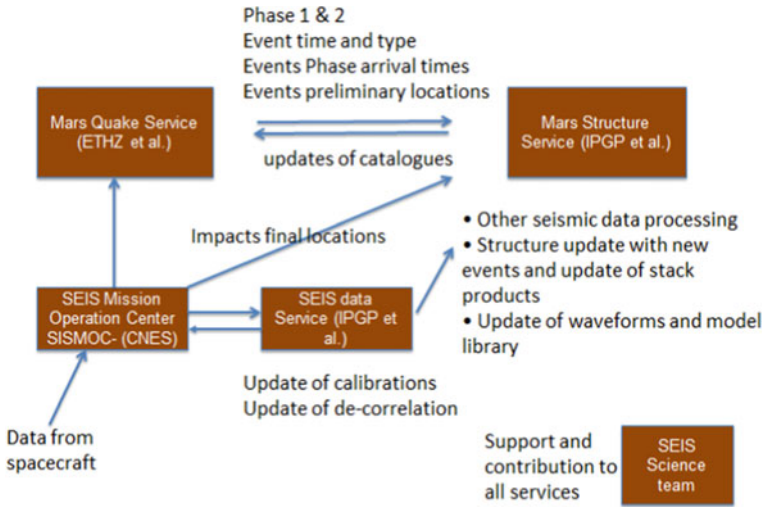 Phase 1 & 2
Event time and type
Events Phase arrival times
Events preliminary locations
Mars Quake Service
(ETHZ et al.)
Mars Structure
Service (IPGP et al.)
updates of catalogues
Impacts final locations
• Other seismic data processing
• Structure update with new
events and update of stack
products
• Update of waveforms and model
library
SEIS Mission
Operation Center
SISMOC- (CNES)
SEIS data
Service (IPGP et
al.)
Update of calibrations
Update of de-correlation
Data from
spacecraft
Support and
contribution to
all services
SEIS
Science
team